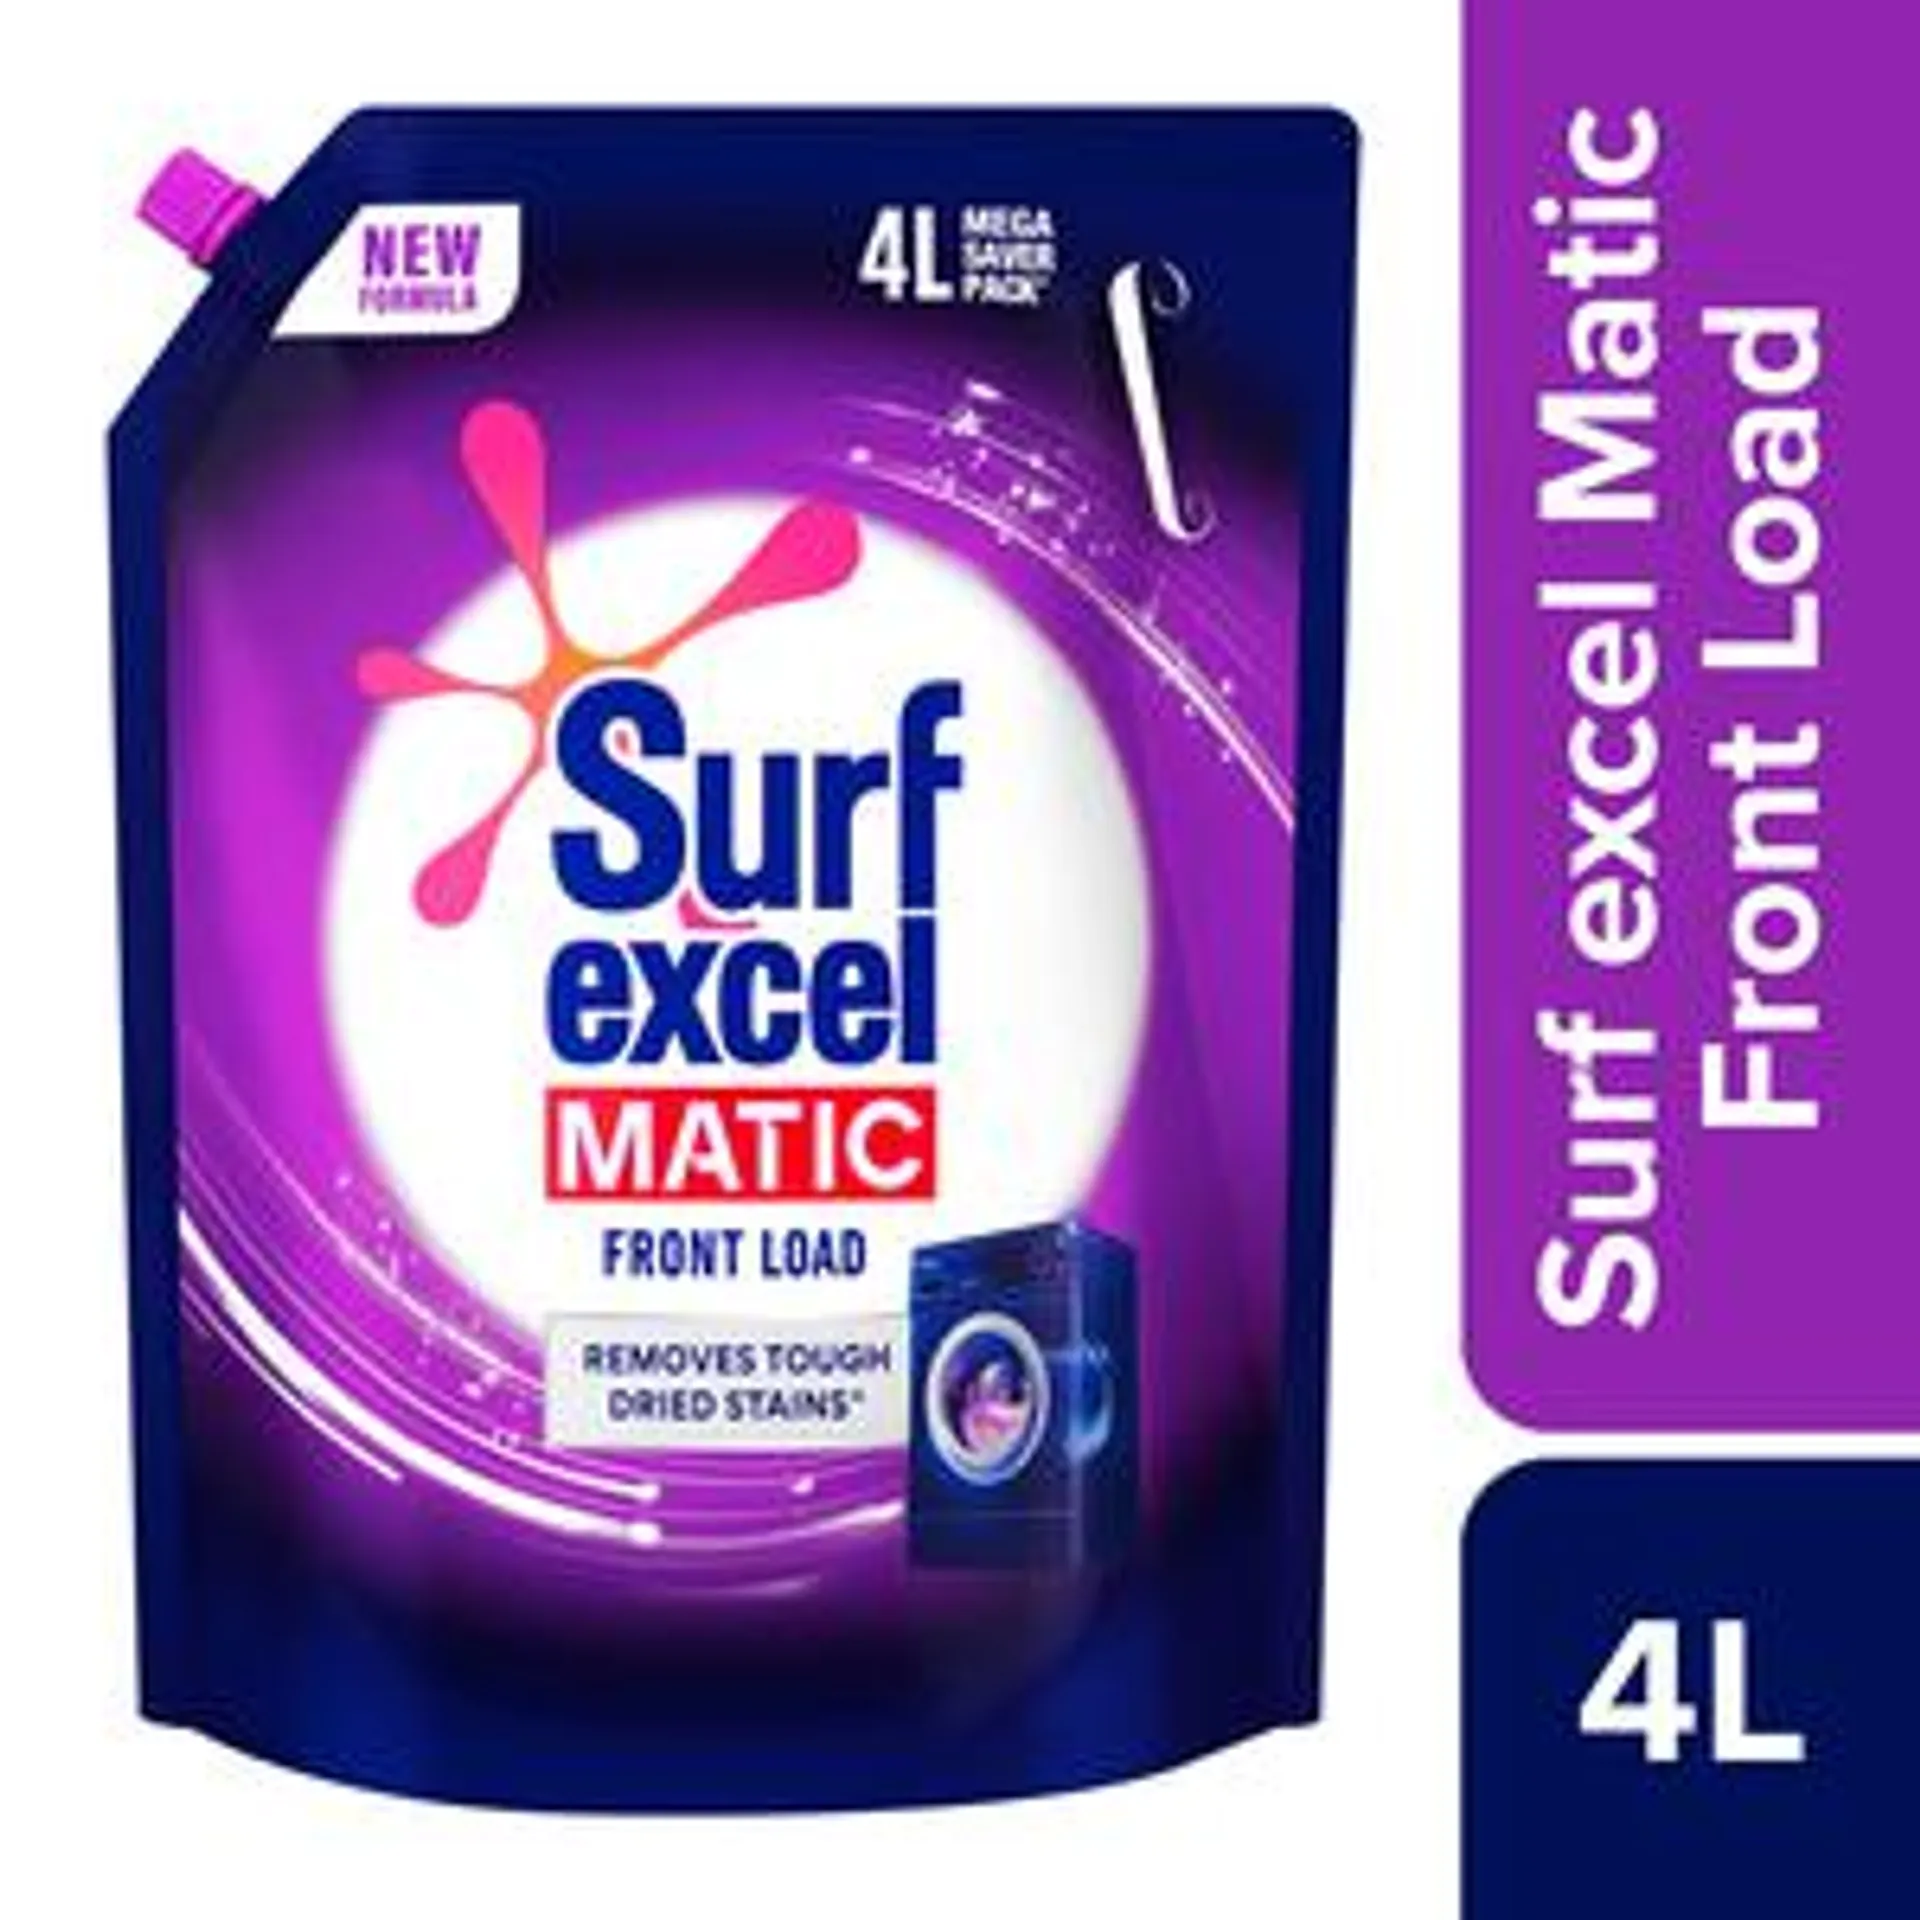 NEW
FORMULA
4L MEGA
SAVER
PACK*
Surf
excel
MATIC
FRONT LOAD
REMOVES TOUGH
DRIED STAINS*
Surf excel Matic
Front Load
4L